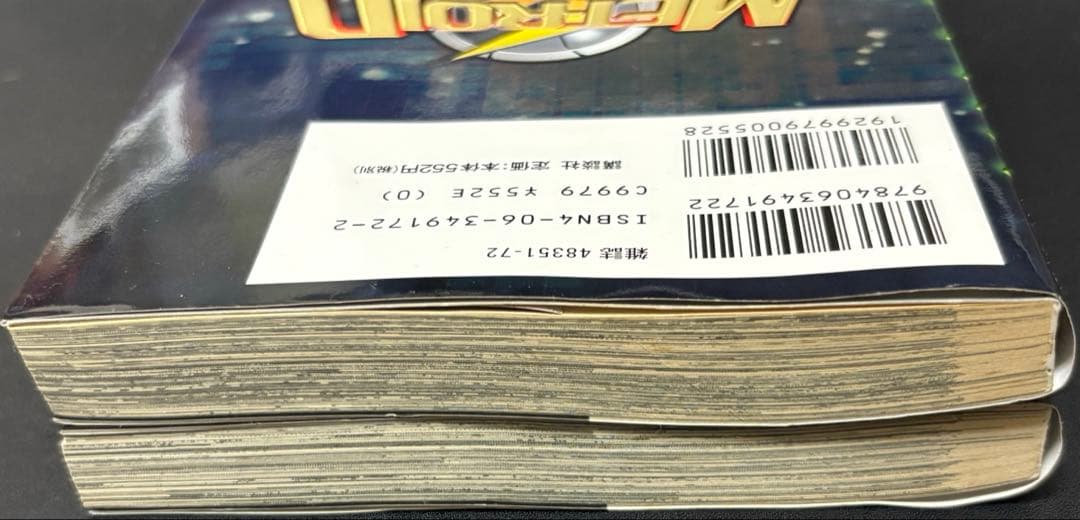 9784063491722
1929979005528
雑誌 48351-72
ISBN4-06-349172-2
C9979 ¥552E (0)
講談社 定価:本体552円(税別)
METROID